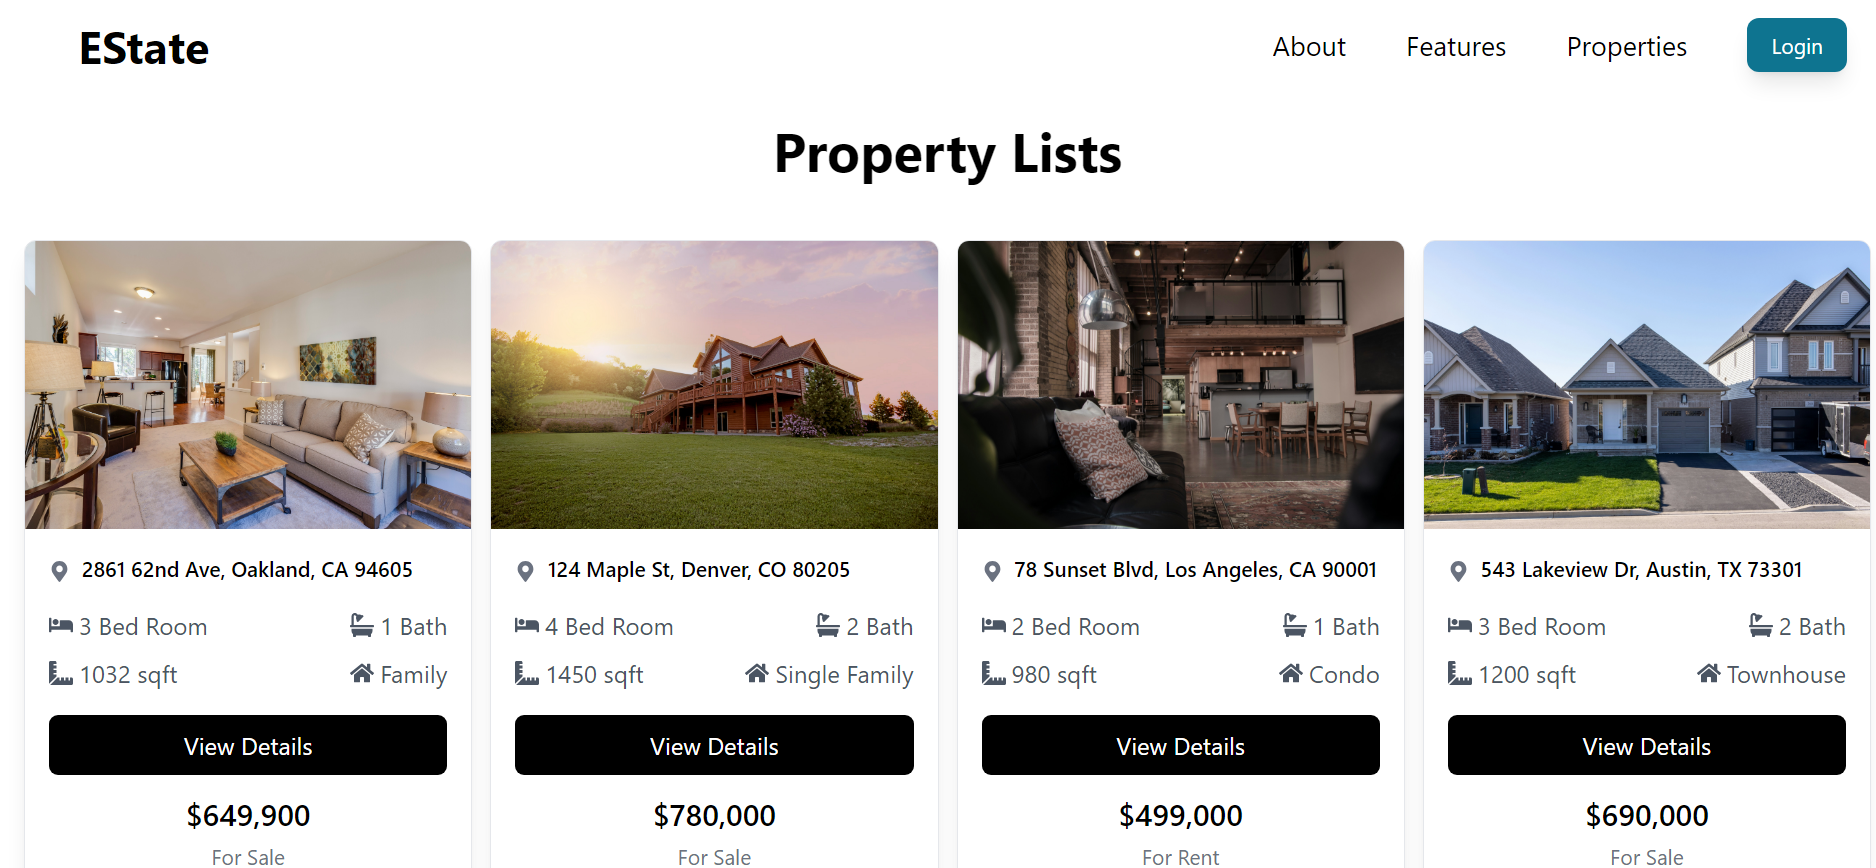 EState
About Features Properties Login
Property Lists
2861 62nd Ave, Oakland, CA 94605
3 Bed Room 1 Bath
1032 sqft Family
View Details
$649,900
For Sale
124 Maple St, Denver, CO 80205
4 Bed Room 2 Bath
1450 sqft Single Family
View Details
$780,000
For Sale
78 Sunset Blvd, Los Angeles, CA 90001
2 Bed Room 1 Bath
980 sqft Condo
View Details
$499,000
For Rent
543 Lakeview Dr, Austin, TX 73301
3 Bed Room 2 Bath
1200 sqft Townhouse
View Details
$690,000
For Sale